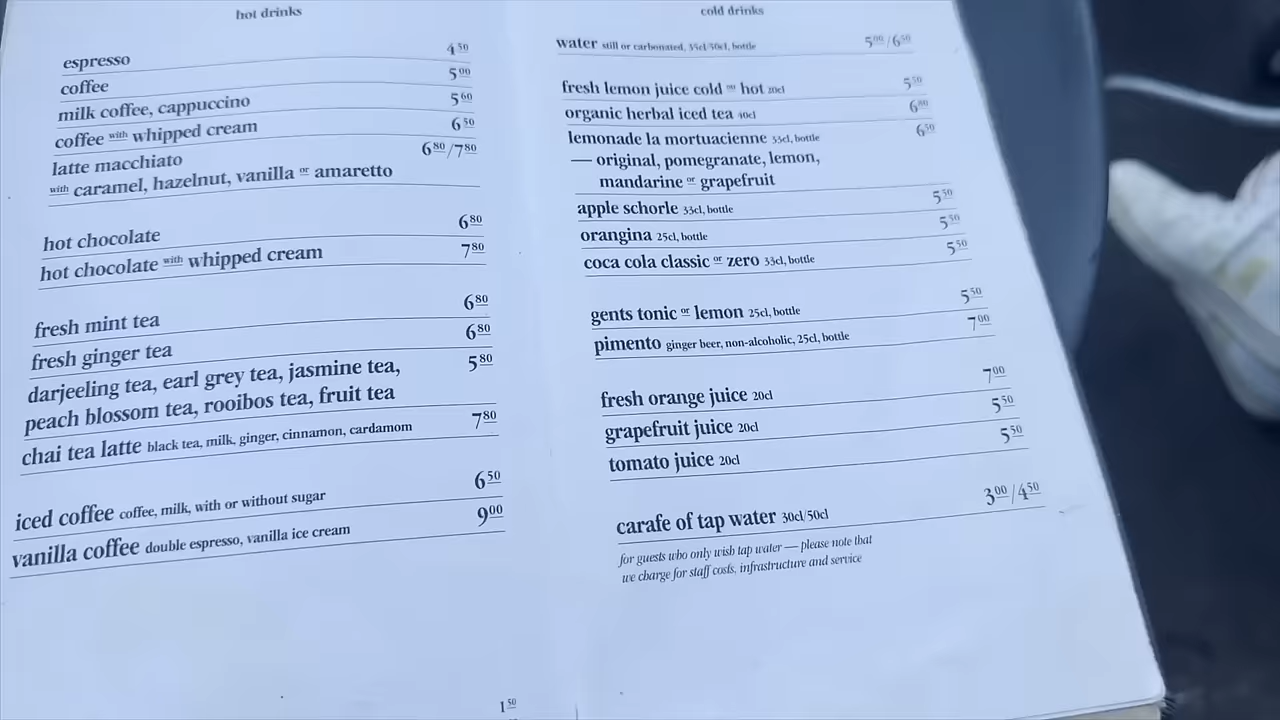 hot drinks
espresso 4 50
coffee 5 00
milk coffee, cappuccino 5 60
coffee with whipped cream 6 50
latte macchiato 6 80/7 80
with caramel, hazelnut, vanilla or amaretto
hot chocolate 6 80
hot chocolate with whipped cream 7 80
fresh mint tea 6 80
fresh ginger tea 6 80
darjeeling tea, earl grey tea, jasmine tea, 5 80
peach blossom tea, rooibos tea, fruit tea
chai tea latte black tea, milk, ginger, cinnamon, cardamom 7 80
iced coffee coffee, milk, with or without sugar 6 50
vanilla coffee double espresso, vanilla ice cream 9 00
1 50
cold drinks
water still or carbonated, 35cl/50cl, bottle 5 00/6 50
fresh lemon juice cold or hot 20cl 5 50
organic herbal iced tea 40cl 6 80
lemonade la mortuacienne 33cl, bottle 6 50
— original, pomegranate, lemon,
mandarine or grapefruit
apple schorle 33cl, bottle 5 50
orangina 25cl, bottle 5 50
coca cola classic or zero 33cl, bottle 5 50
gents tonic or lemon 25cl, bottle 5 50
pimento ginger beer, non-alcoholic, 25cl, bottle 7 00
fresh orange juice 20cl 7 00
grapefruit juice 20cl 5 50
tomato juice 20cl 5 50
carafe of tap water 30cl/50cl 3 00/4 50
for guests who only wish tap water — please note that
we charge for staff costs, infrastructure and service